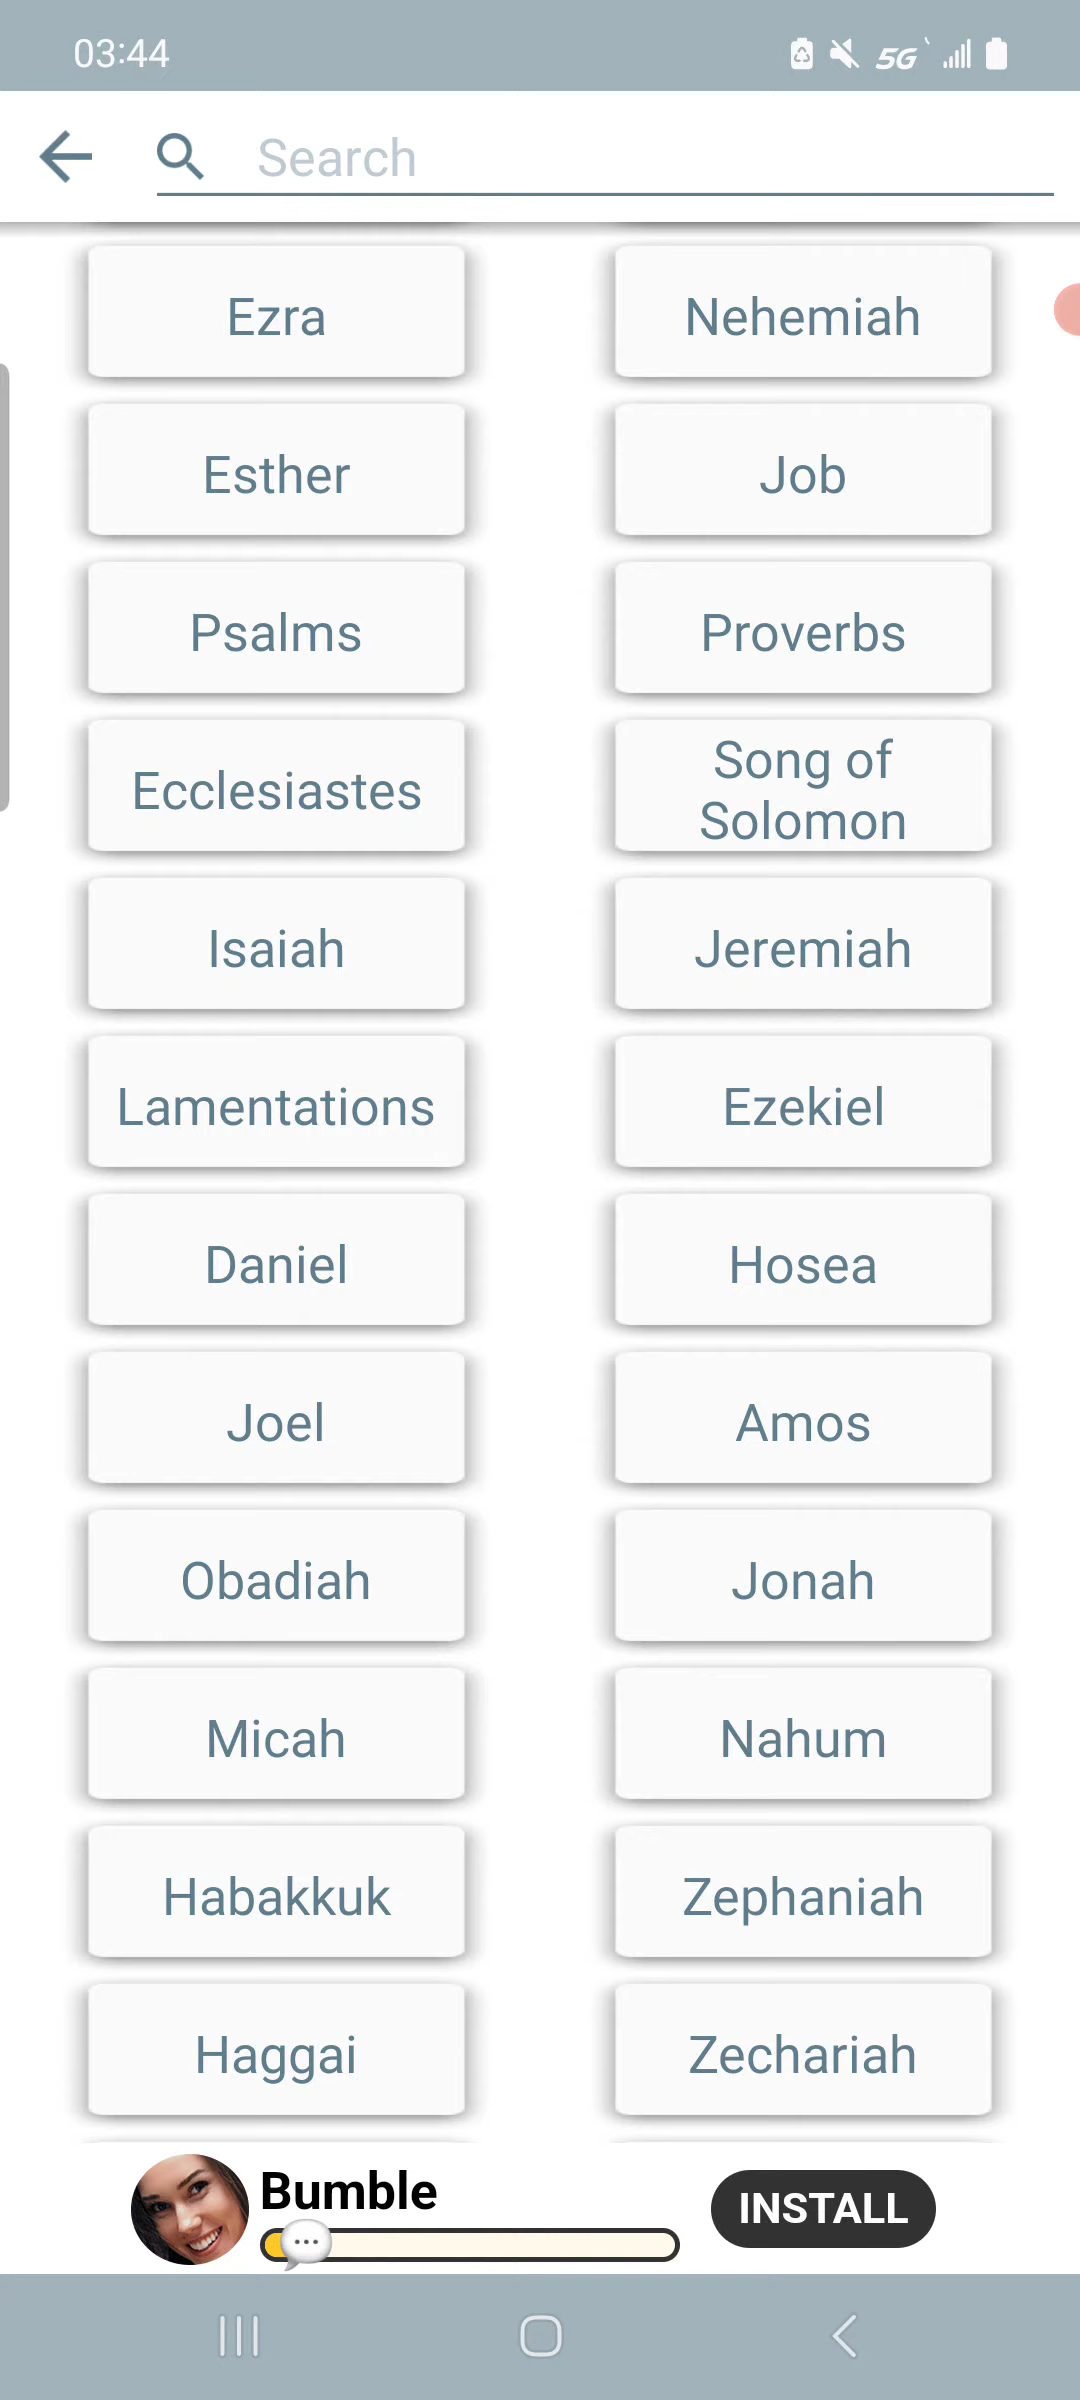 03:44
5G
Search
Ezra
Nehemiah
Esther
Job
Psalms
Proverbs
Ecclesiastes
Song of
Solomon
Isaiah
Jeremiah
Lamentations
Ezekiel
Daniel
Hosea
Joel
Amos
Obadiah
Jonah
Micah
Nahum
Habakkuk
Zephaniah
Haggai
Zechariah
Bumble
INSTALL